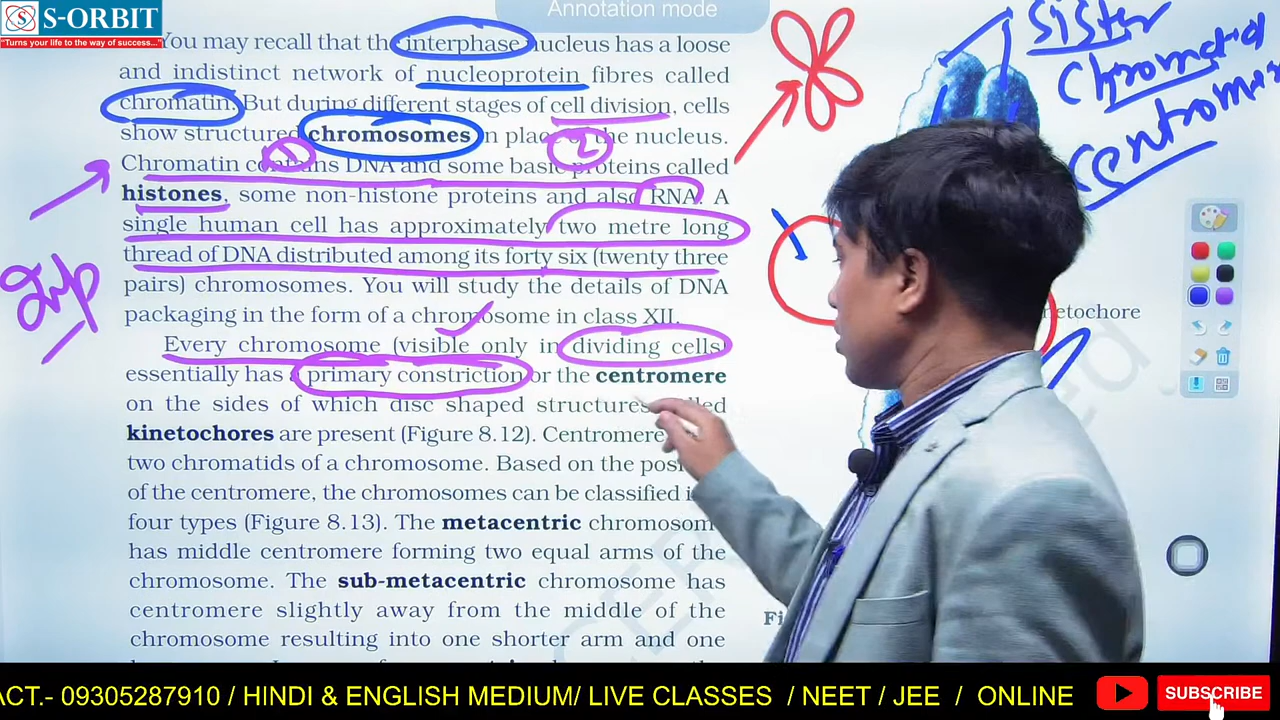 S-ORBIT
"Turns your life to the way of success..."
Annotation mode
You may recall that the interphase nucleus has a loose
and indistinct network of nucleoprotein fibres called
chromatin. But during different stages of cell division, cells
show structured chromosomes in place of the nucleus.
Chromatin contains DNA and some basic proteins called
histones, some non-histone proteins and also RNA. A
single human cell has approximately two metre long
thread of DNA distributed among its forty six (twenty three
pairs) chromosomes. You will study the details of DNA
packaging in the form of a chromosome in class XII.
Every chromosome (visible only in dividing cells)
essentially has a primary constriction or the centromere
on the sides of which disc shaped structures called
kinetochores are present (Figure 8.12). Centromere
two chromatids of a chromosome. Based on the
of the centromere, the chromosomes can be classified
four types (Figure 8.13). The metacentric
has middle centromere forming two equal arms of the
chromosome. The sub-metacentric chromosome has
centromere slightly away from the middle of the
chromosome resulting into one shorter arm and one
1
2
Imp
Sister
Chromatid
Centromere
netochore
ACT.- 09305287910 / HINDI & ENGLISH MEDIUM/ LIVE CLASSES / NEET / JEE / ONLINE
SUBSCRIBE